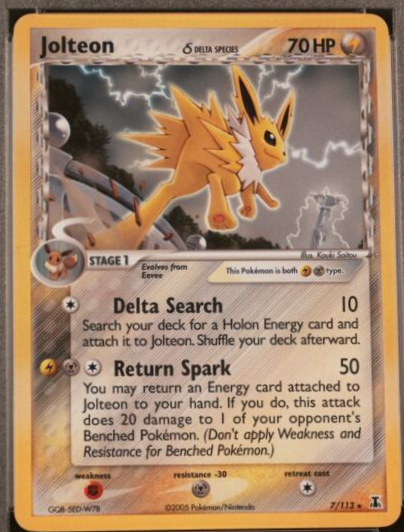 Jolteon δ DELTA SPECIES 70 HP
Illus. Kouki Saitou
STAGE 1
Evolves from
Eevee
This Pokémon is both type.
Delta Search 10
Search your deck for a Holon Energy card and
attach it to Jolteon. Shuffle your deck afterward.
Return Spark 50
You may return an Energy card attached to
Jolteon to your hand. If you do, this attack
does 20 damage to 1 of your opponent's
Benched Pokémon. (Don't apply Weakness and
Resistance for Benched Pokémon.)
weakness resistance -30 retreat cost
GQB-5ED-W7B ©2005 Pokémon/Nintendo 7/113 ★